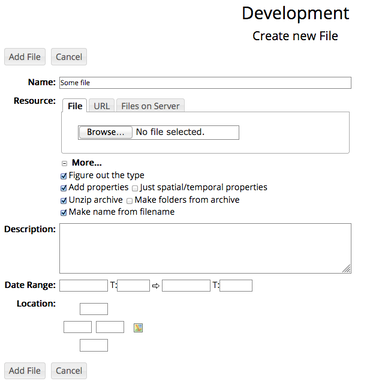 Development
Create new File
Add File Cancel
Name: Some file
Resource: File URL Files on Server
Browse... No file selected.
More...
Figure out the type
Add properties Just spatial/temporal properties
Unzip archive Make folders from archive
Make name from filename
Description:
Date Range: T: ⇨ T:
Location:
Add File Cancel